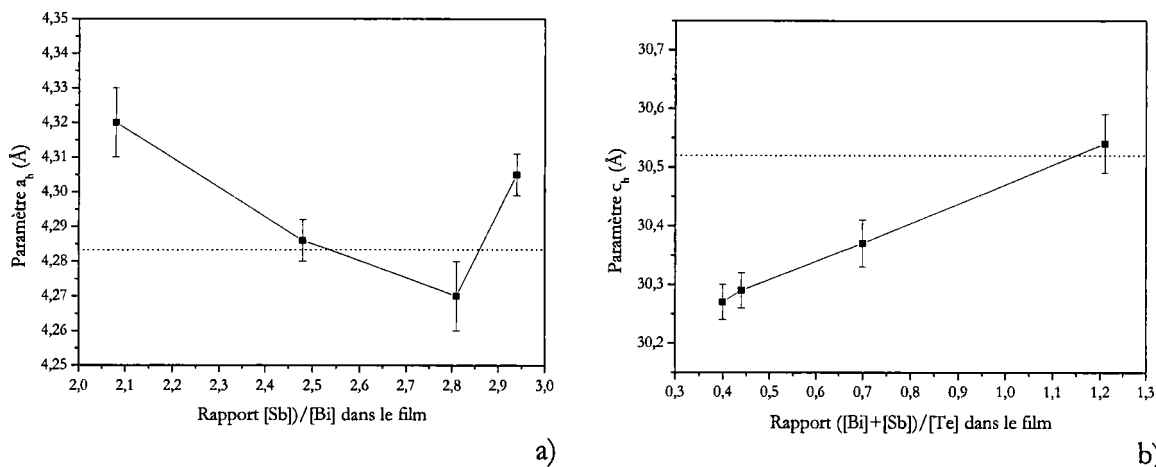 4,35
4,34
4,33
4,32
4,31
4,30
4,29
4,28
4,27
4,26
4,25
Paramètre a_h (Å)
2,0 2,1 2,2 2,3 2,4 2,5 2,6 2,7 2,8 2,9 3,0
Rapport [Sb])/[Bi] dans le film
a)
30,7
30,6
30,5
30,4
30,3
30,2
Paramètre c_h (Å)
0,3 0,4 0,5 0,6 0,7 0,8 0,9 1,0 1,1 1,2 1,3
Rapport ([Bi]+[Sb])/[Te] dans le film
b)